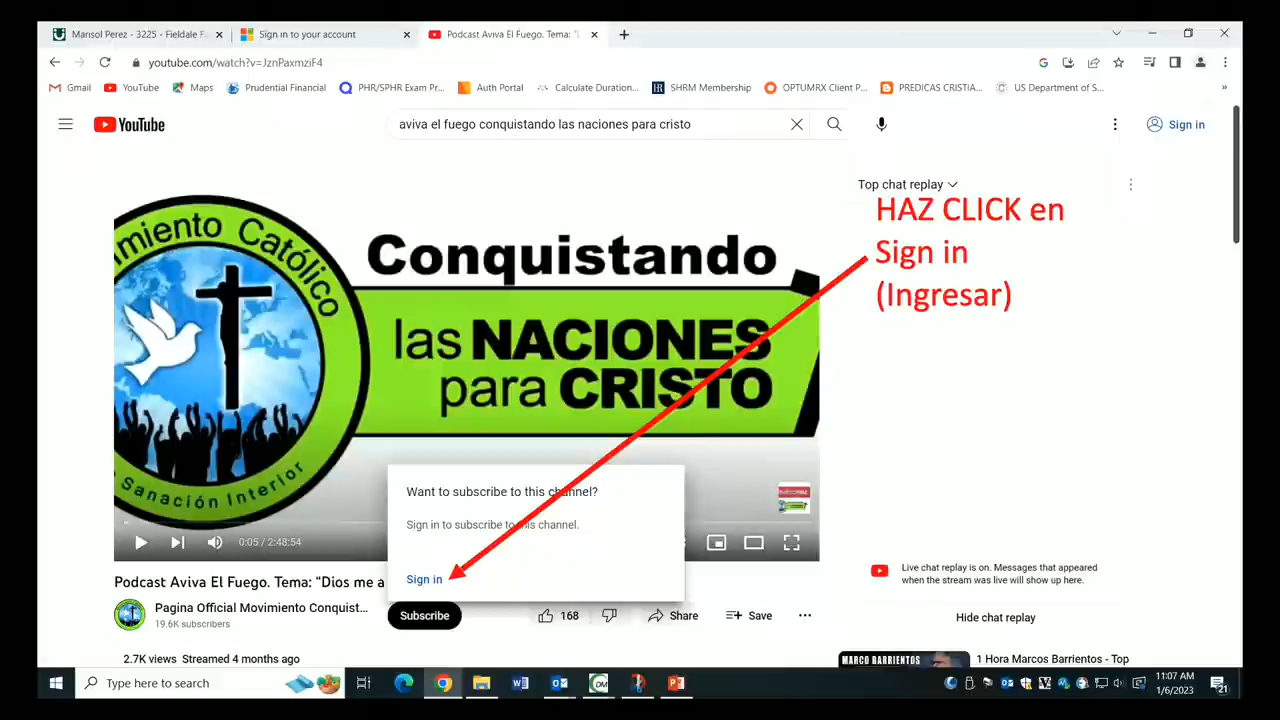 Marisol Perez - 3225 - Fieldale F
Sign in to your account
Podcast Aviva El Fuego. Tema: "
youtube.com/watch?v=JznPaxmziF4
Gmail YouTube Maps Prudential Financial PHR/SPHR Exam Pr... Auth Portal Calculate Duration... SHRM Membership OPTUMRX Client P... PREDICAS CRISTIA... US Department of S... »
YouTube
aviva el fuego conquistando las naciones para cristo
Sign in
Top chat replay
HAZ CLICK en
Sign in
(Ingresar)
miento Católico
Sanación Interior
Conquistando
las NACIONES
para CRISTO
Want to subscribe to this channel?
Sign in to subscribe to this channel.
Sign in
0:05 / 2:48:54
Live chat replay is on. Messages that appeared
when the stream was live will show up here.
Podcast Aviva El Fuego. Tema: "Dios me a
Pagina Official Movimiento Conquist...
19.6K subscribers
Subscribe
168
Share
Save
Hide chat replay
2.7K views Streamed 4 months ago
MARCO BARRIENTOS
1 Hora Marcos Barrientos - Top
Type here to search
11:07 AM
1/6/2023
21